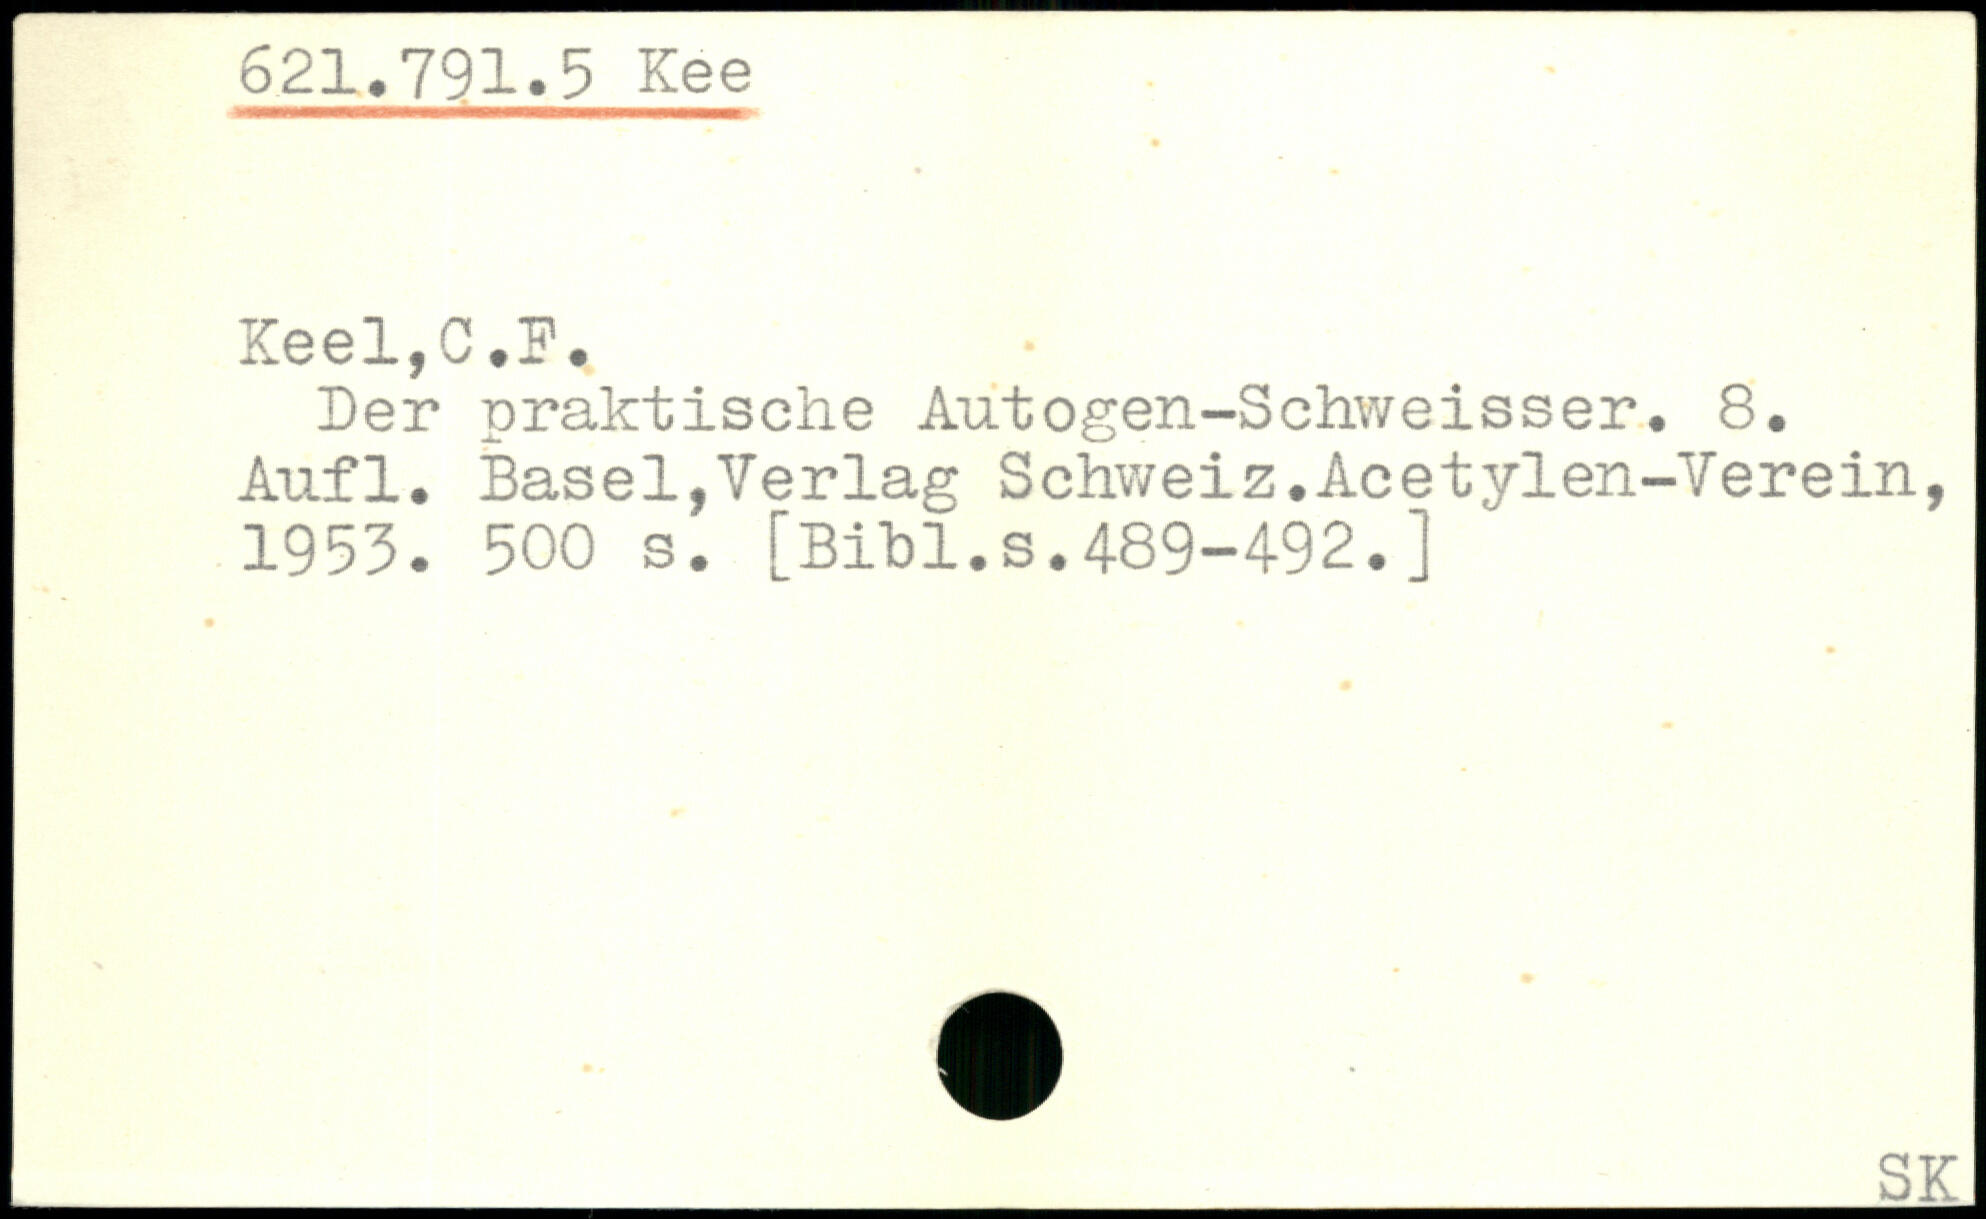 621.791.5 Kee
Keel,C.F.
Der praktische Autogen-Schweisser. 8.
Aufl. Basel,Verlag Schweiz.Acetylen-Verein,
1953. 500 s. [Bibl.s.489-492.]
SK